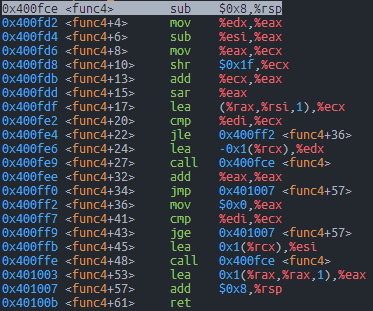 0x400fce <func4> sub $0x8,%rsp
0x400fd2 <func4+4> mov %edx,%eax
0x400fd4 <func4+6> sub %esi,%eax
0x400fd6 <func4+8> mov %eax,%ecx
0x400fd8 <func4+10> shr $0x1f,%ecx
0x400fdb <func4+13> add %ecx,%eax
0x400fdd <func4+15> sar %eax
0x400fdf <func4+17> lea (%rax,%rsi,1),%ecx
0x400fe2 <func4+20> cmp %edi,%ecx
0x400fe4 <func4+22> jle 0x400ff2 <func4+36>
0x400fe6 <func4+24> lea -0x1(%rcx),%edx
0x400fe9 <func4+27> call 0x400fce <func4>
0x400fee <func4+32> add %eax,%eax
0x400ff0 <func4+34> jmp 0x401007 <func4+57>
0x400ff2 <func4+36> mov $0x0,%eax
0x400ff7 <func4+41> cmp %edi,%ecx
0x400ff9 <func4+43> jge 0x401007 <func4+57>
0x400ffb <func4+45> lea 0x1(%rcx),%esi
0x400ffe <func4+48> call 0x400fce <func4>
0x401003 <func4+53> lea 0x1(%rax,%rax,1),%eax
0x401007 <func4+57> add $0x8,%rsp
0x40100b <func4+61> ret